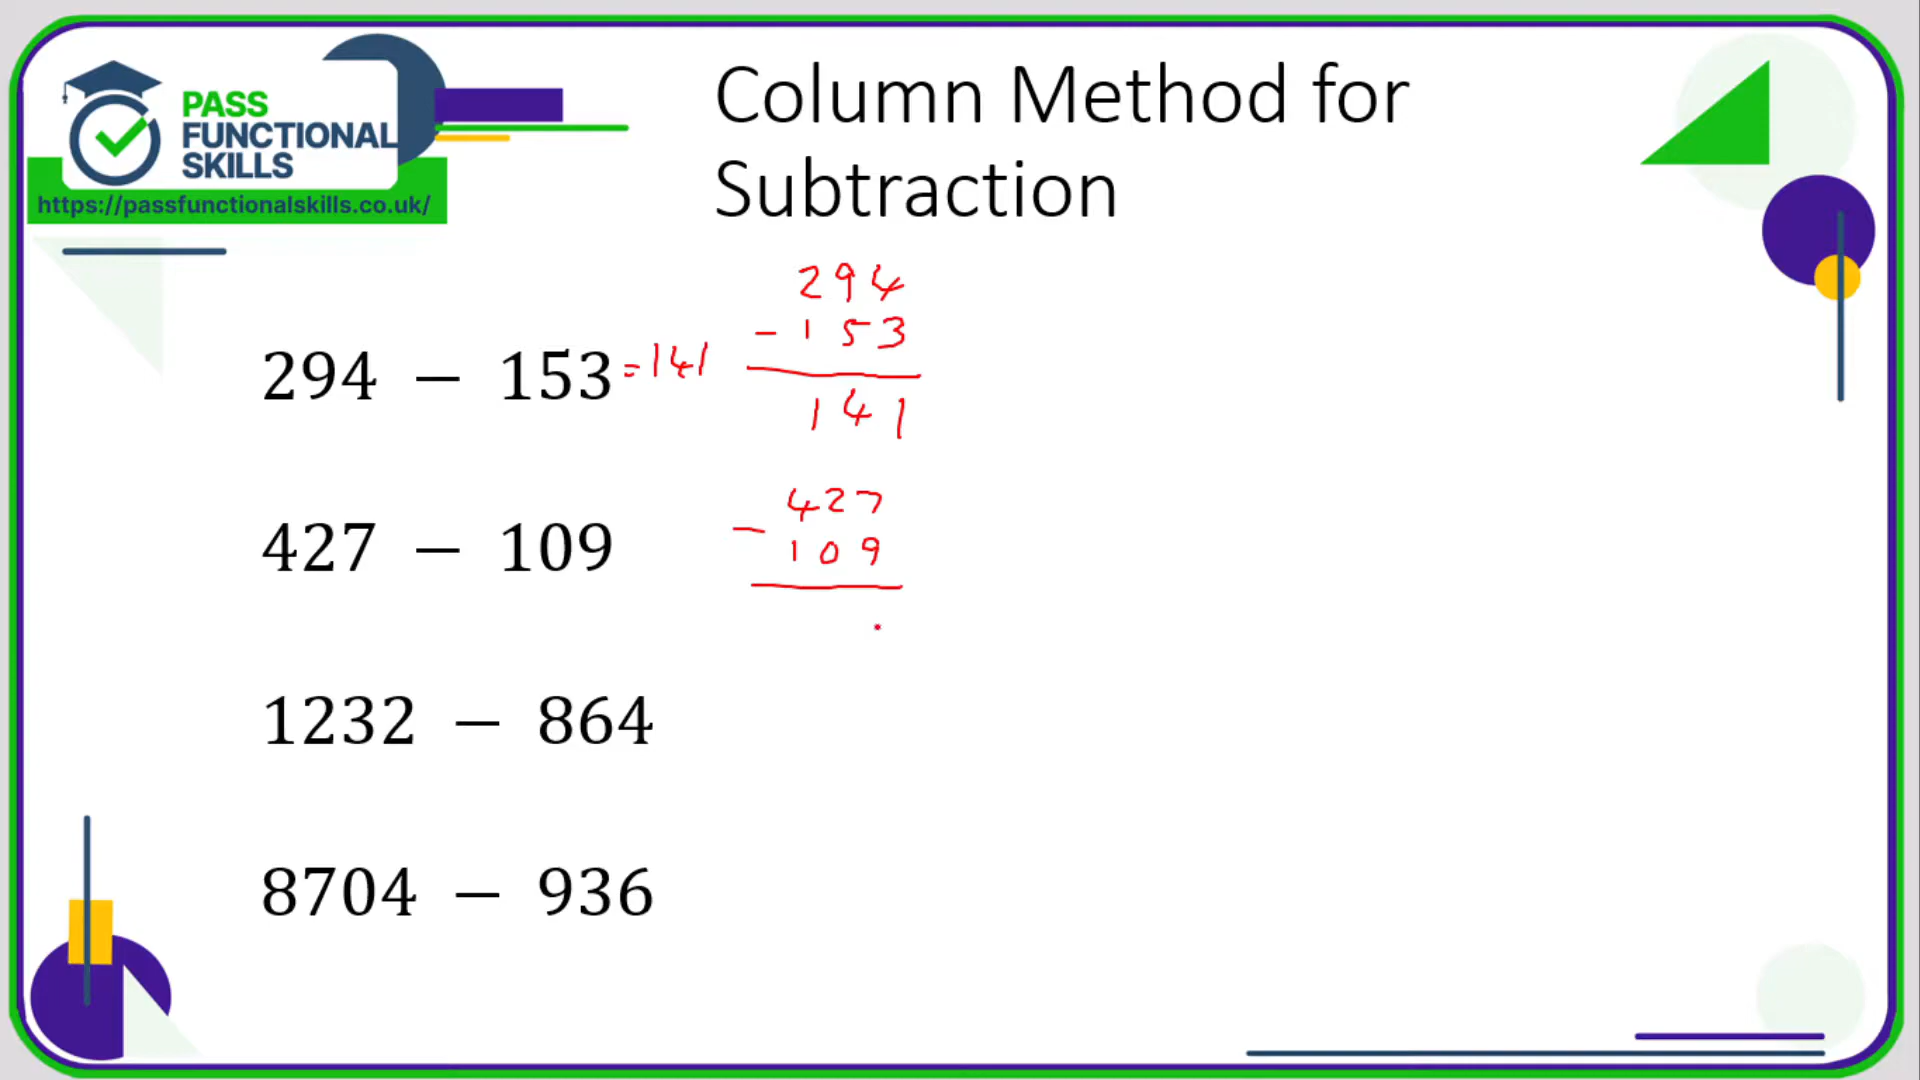 PASS
FUNCTIONAL
SKILLS
https://passfunctionalskills.co.uk/
Column Method for
Subtraction
294 − 153 = 141
294
− 153
141
427 − 109
427
− 109
1232 − 864
8704 − 936